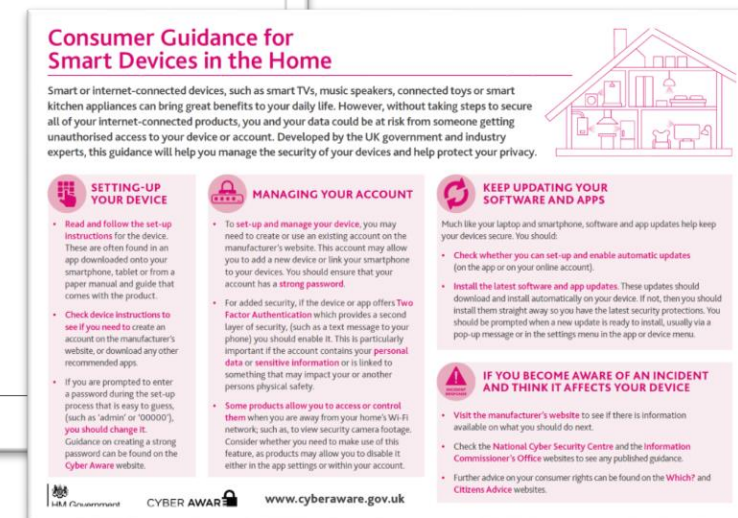 Consumer Guidance for
Smart Devices in the Home
Smart or internet-connected devices, such as smart TVs, music speakers, connected toys or smart
kitchen appliances can bring great benefits to your daily life. However, without taking steps to secure
all of your internet-connected products, you and your data could be at risk from someone getting
unauthorised access to your device or account. Developed by the UK government and industry
experts, this guidance will help you manage the security of your devices and help protect your privacy.
SETTING-UP
YOUR DEVICE
• Read and follow the set-up
instructions for the device.
These are often found in an
app downloaded onto your
smartphone, tablet or from a
paper manual and guide that
comes with the product.
• Check device instructions to
see if you need to create an
account on the manufacturer's
website, or download any other
recommended apps.
• If you are prompted to enter
a password during the set-up
process that is easy to guess,
(such as 'admin' or '00000'),
you should change it.
Guidance on creating a strong
password can be found on the
Cyber Aware website.
MANAGING YOUR ACCOUNT
• To set-up and manage your device, you may
need to create or use an existing account on the
manufacturer's website. This account may allow
you to add a new device or link your smartphone
to your devices. You should ensure that your
account has a strong password.
• For added security, if the device or app offers Two
Factor Authentication which provides a second
layer of security, (such as a text message to your
phone) you should enable it. This is particularly
important if the account contains your personal
data or sensitive information or is linked to
something that may impact your or another
persons physical safety.
• Some products allow you to access or control
them when you are away from your home's Wi-Fi
network; such as, to view security camera footage.
Consider whether you need to make use of this
feature, as products may allow you to disable it
either in the app settings or within your account.
KEEP UPDATING YOUR
SOFTWARE AND APPS
Much like your laptop and smartphone, software and app updates help keep
your devices secure. You should:
• Check whether you can set-up and enable automatic updates
(on the app or on your online account).
• Install the latest software and app updates. These updates should
download and install automatically on your device. If not, then you should
install them straight away so you have the latest security protections. You
should be prompted when a new update is ready to install, usually via a
pop-up message or in the settings menu in the app or device menu.
IF YOU BECOME AWARE OF AN INCIDENT
AND THINK IT AFFECTS YOUR DEVICE
• Visit the manufacturer's website to see if there is information
available on what you should do next.
• Check the National Cyber Security Centre and the Information
Commissioner's Office websites to see any published guidance.
• Further advice on your consumer rights can be found on the Which? and
Citizens Advice websites.
HM Government
CYBER AWARE
www.cyberaware.gov.uk